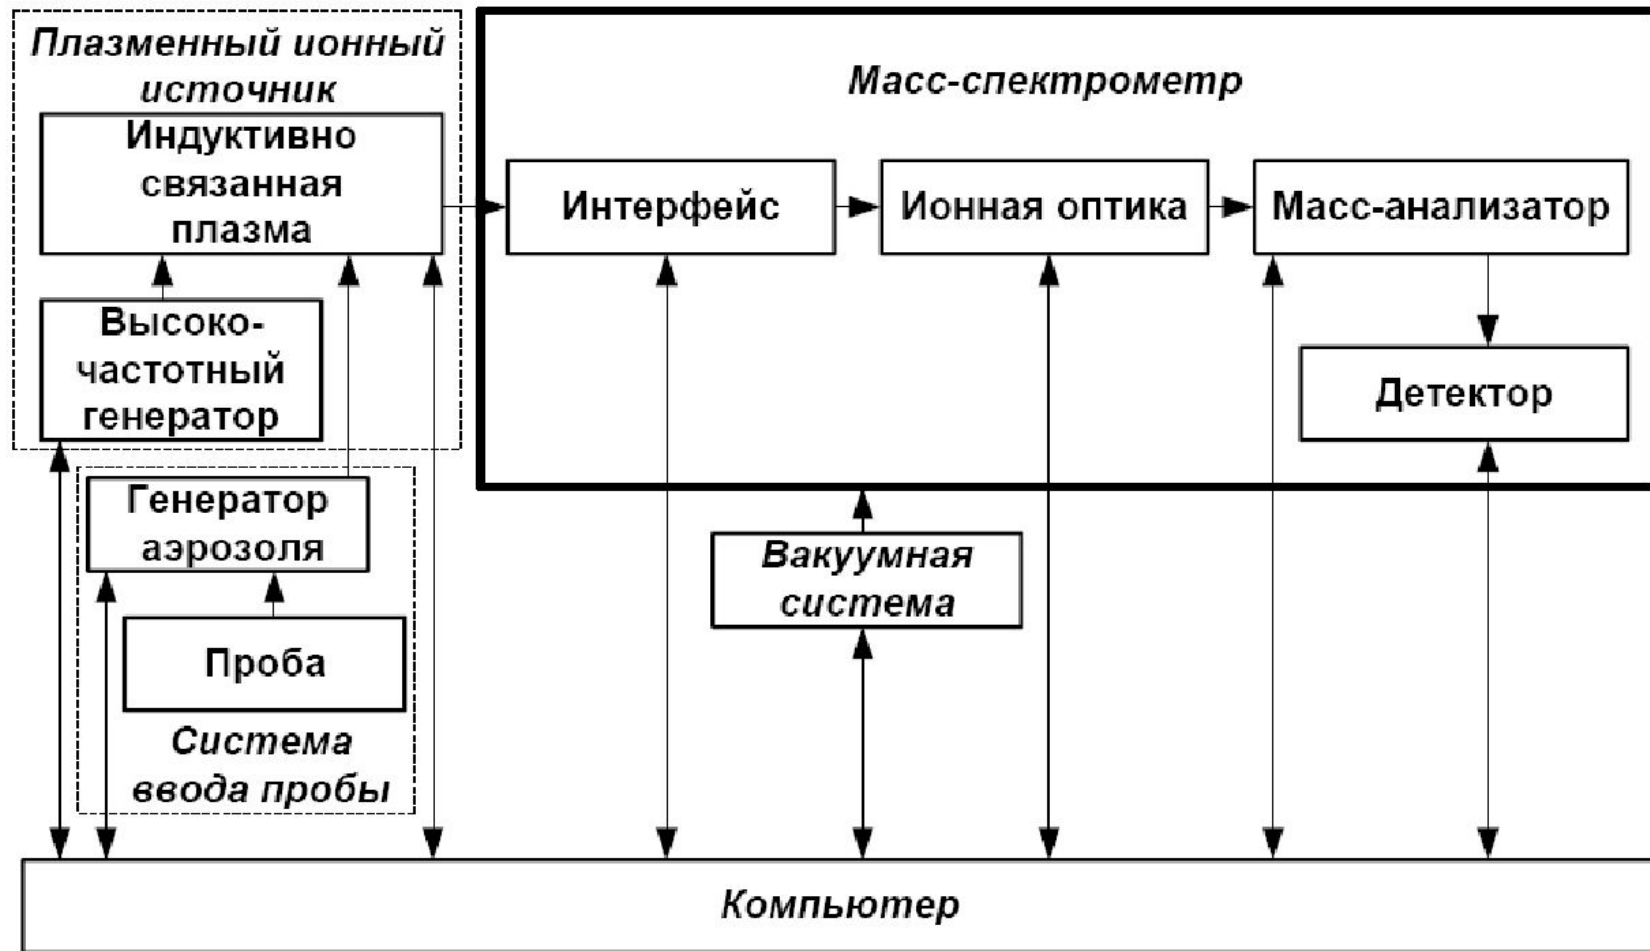 Плазменный ионный
источник
Индуктивно
связанная
плазма
Высоко-
частотный
генератор
Генератор
аэрозоля
Проба
Система
ввода пробы
Масс-спектрометр
Интерфейс
Ионная оптика
Масс-анализатор
Детектор
Вакуумная
система
Компьютер